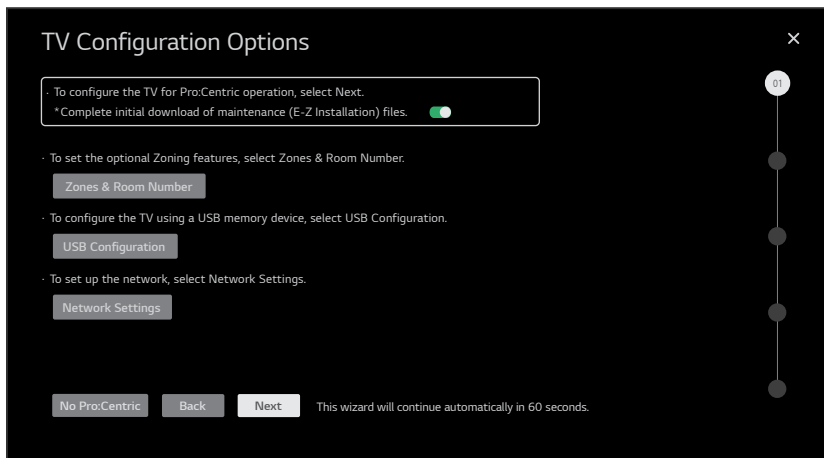 TV Configuration Options
01
· To configure the TV for Pro:Centric operation, select Next.
*Complete initial download of maintenance (E-Z Installation) files.
· To set the optional Zoning features, select Zones & Room Number.
Zones & Room Number
· To configure the TV using a USB memory device, select USB Configuration.
USB Configuration
· To set up the network, select Network Settings.
Network Settings
No Pro:Centric Back Next This wizard will continue automatically in 60 seconds.